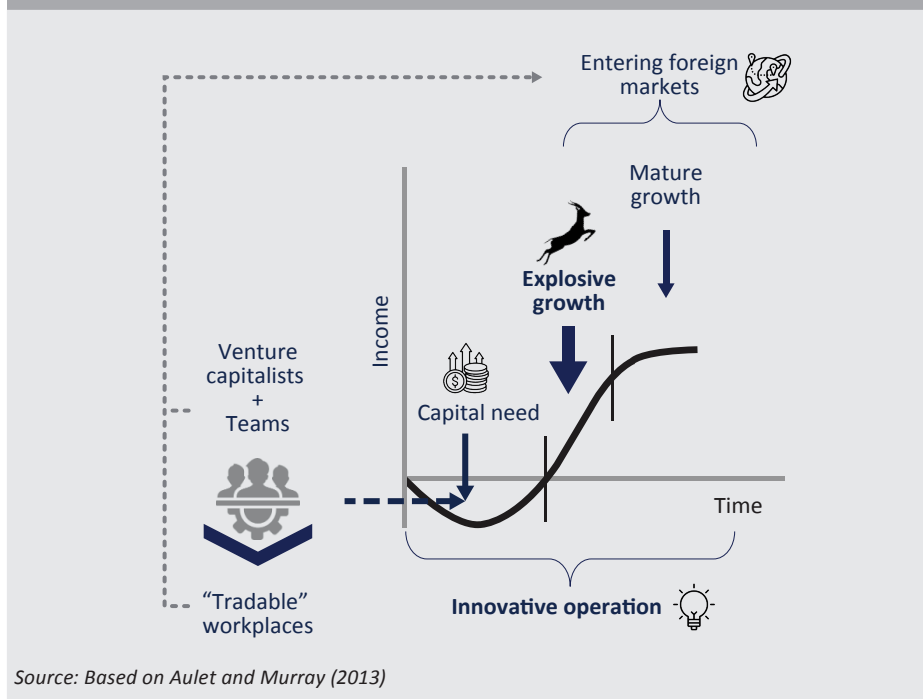 Entering foreign
markets
Mature
growth
Explosive
growth
Income
Venture
capitalists
+
Teams
$
Capital need
Time
“Tradable”
workplaces
Innovative operation
Source: Based on Aulet and Murray (2013)